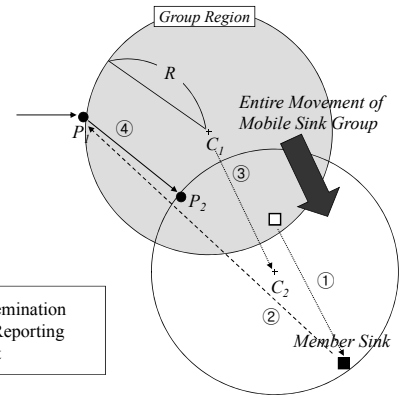 Group Region
R
Entire Movement of
Mobile Sink Group
P1
④
C1
③
P2
C2
①
②
Member Sink
Reporting